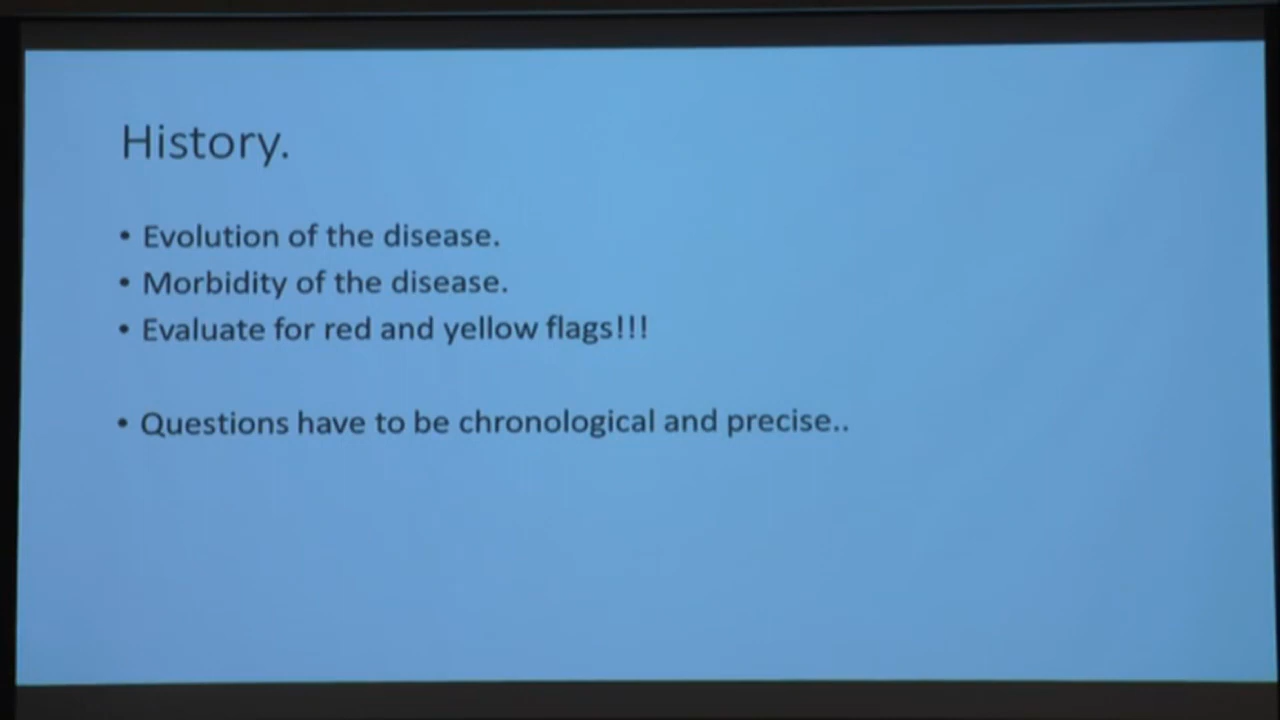 History.
• Evolution of the disease.
• Morbidity of the disease.
• Evaluate for red and yellow flags!!!
• Questions have to be chronological and precise..